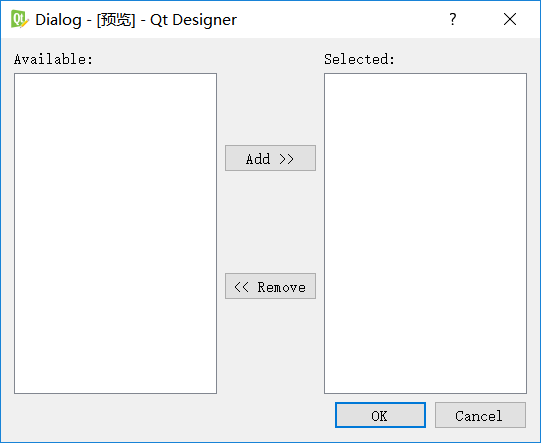 Dialog - [预览] - Qt Designer
Available:
Selected:
Add >>
<< Remove
OK
Cancel